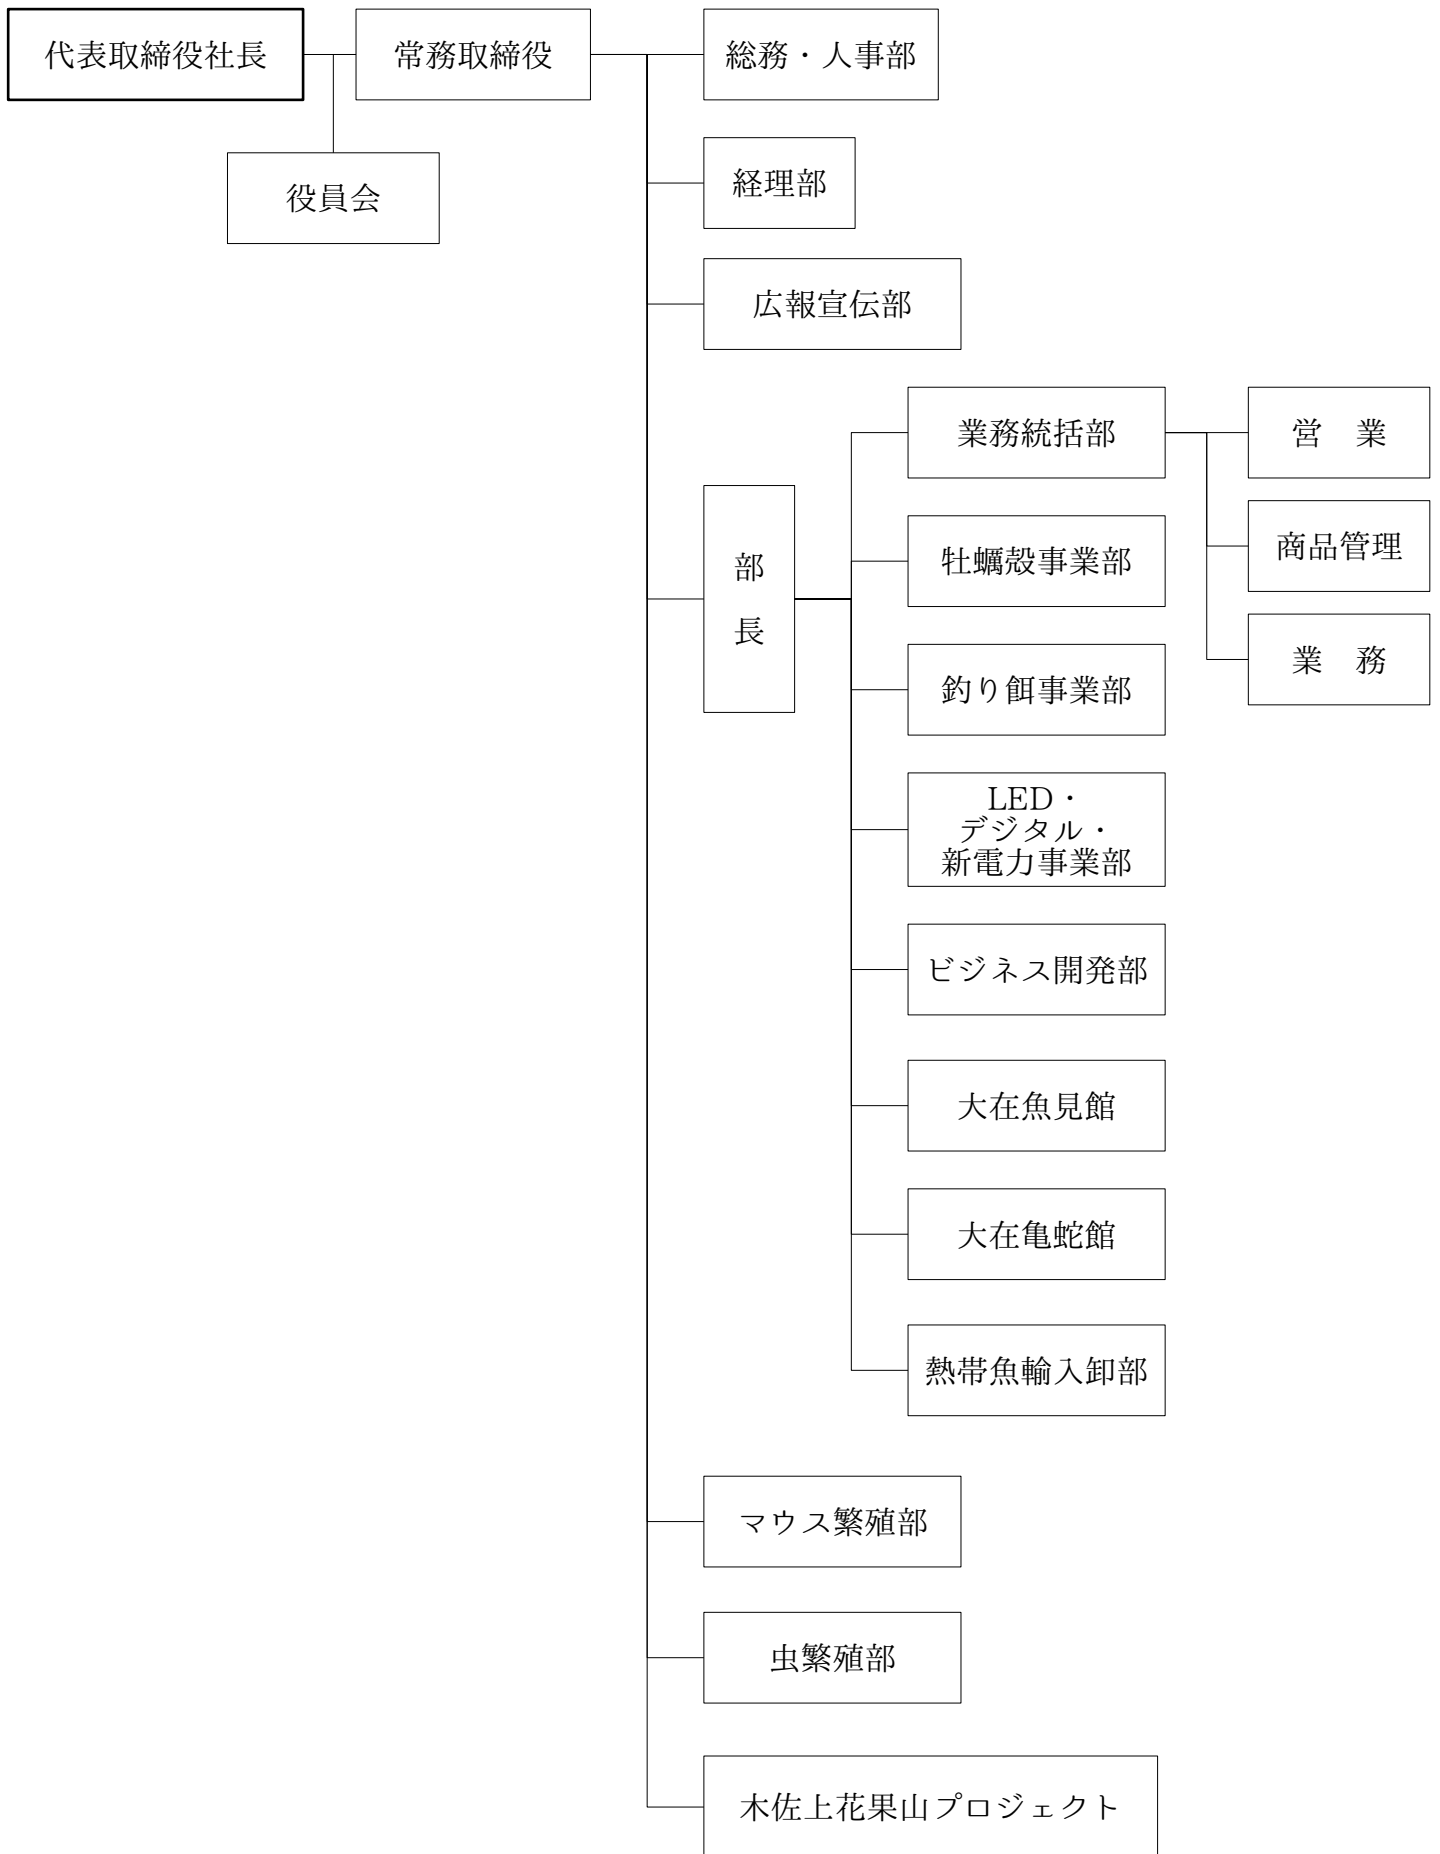 代表取締役社長
常務取締役
総務・人事部
役員会
経理部
広報宣伝部
業務統括部
営　業
部
長
牡蠣殻事業部
商品管理
釣り餌事業部
業　務
LED・
デジタル・
新電力事業部
ビジネス開発部
大在魚見館
大在亀蛇館
熱帯魚輸入卸部
マウス繁殖部
虫繁殖部
木佐上花果山プロジェクト